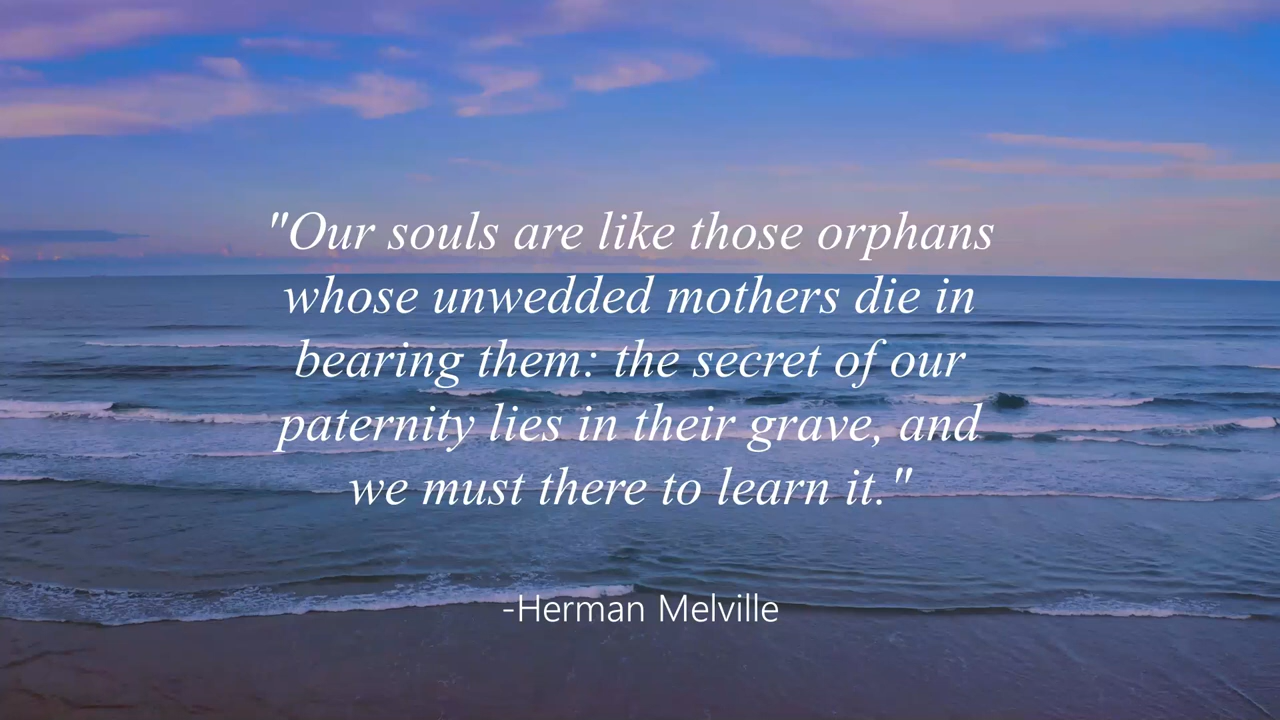 "Our souls are like those orphans
whose unwedded mothers die in
bearing them: the secret of our
paternity lies in their grave, and
we must there to learn it."
-Herman Melville